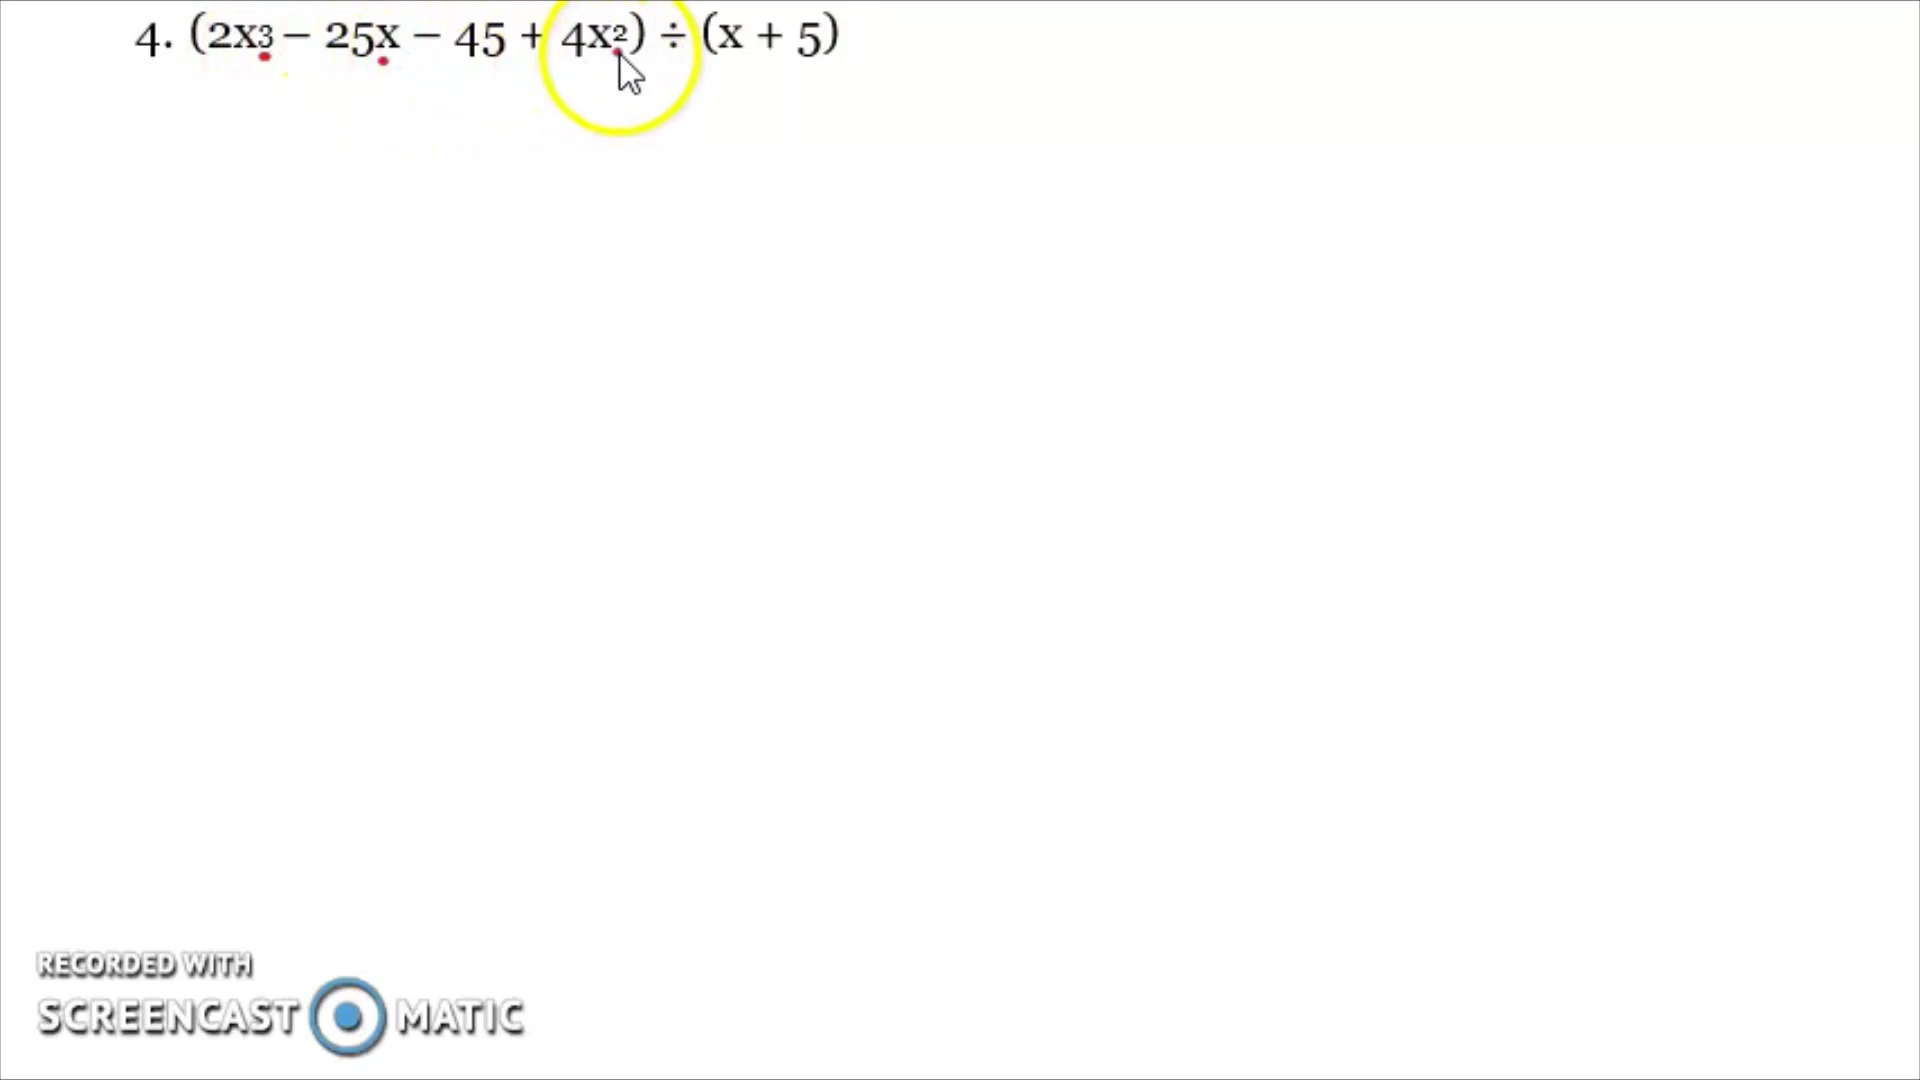 4. (2x³ – 25x – 45 + 4x²) ÷ (x + 5)
RECORDED WITH
SCREENCAST MATIC